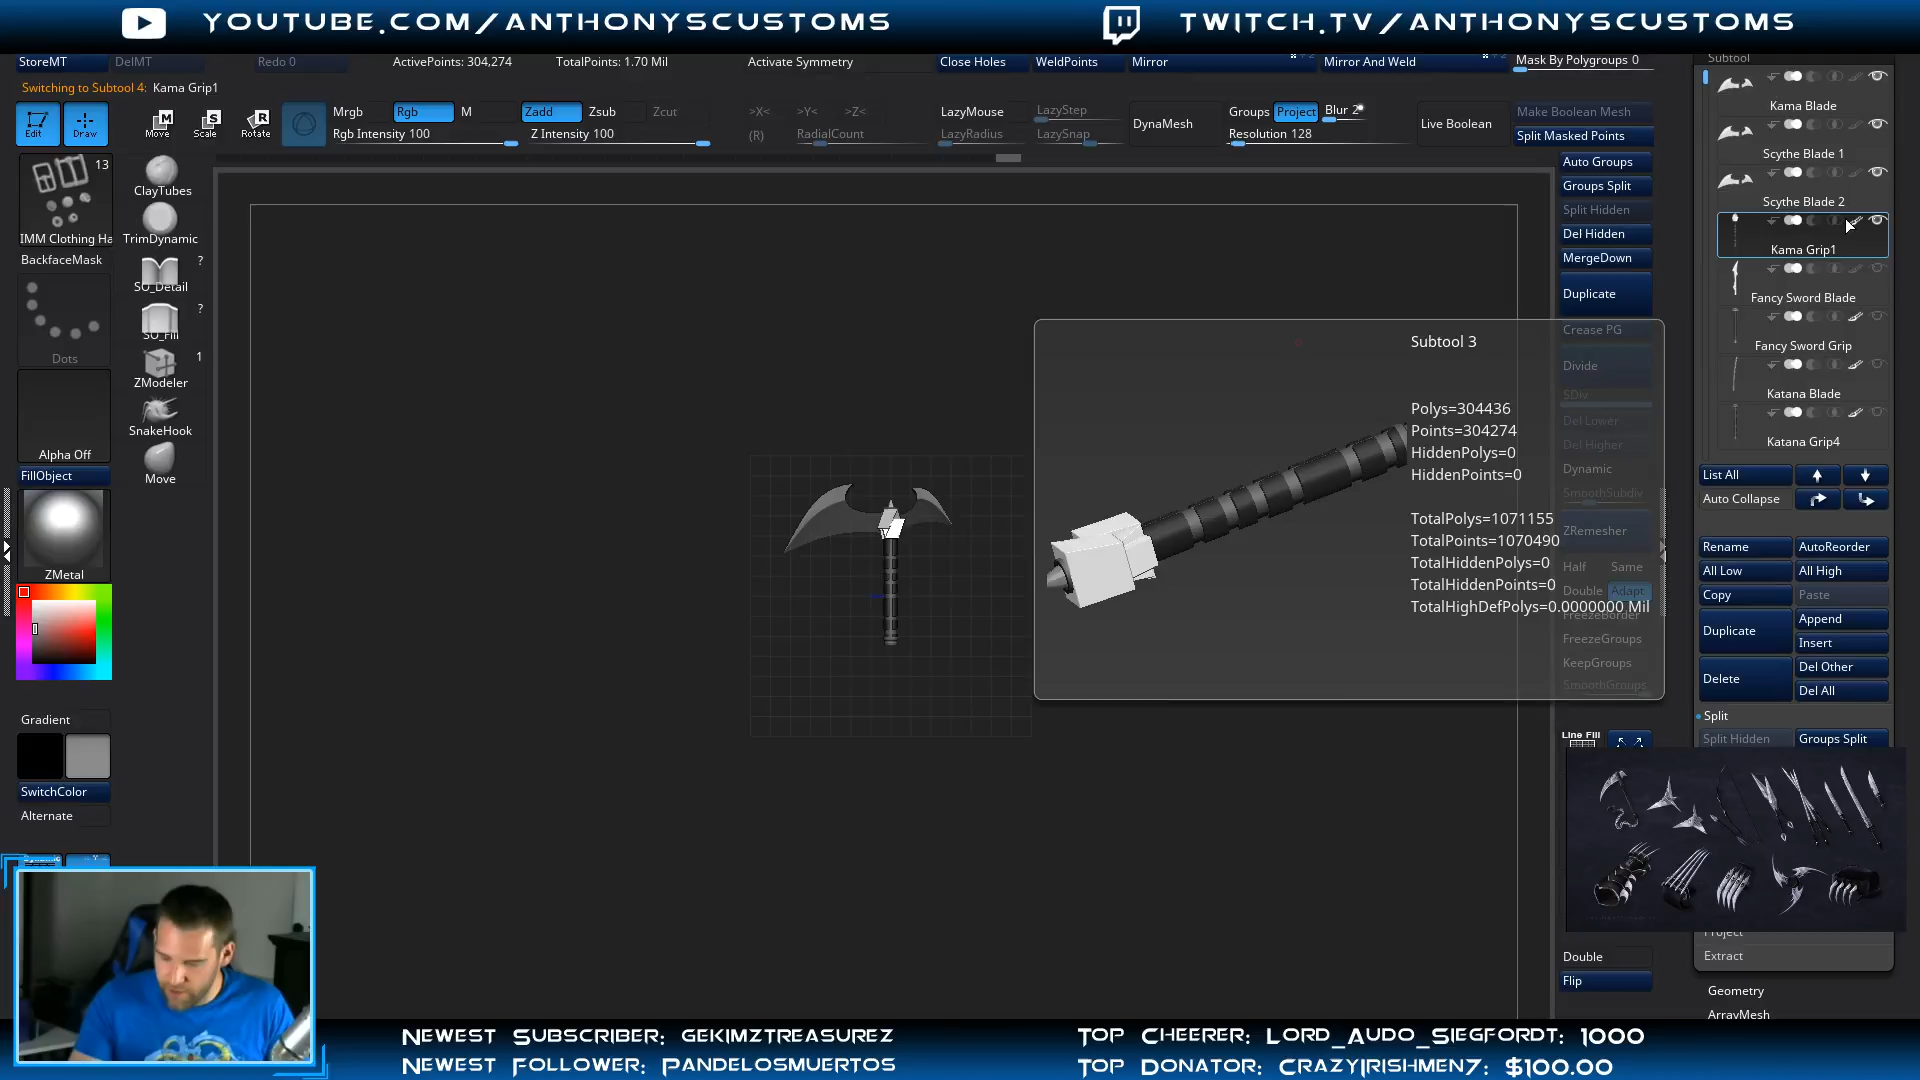 YOUTUBE.COM/ANTHONYSCUSTOMS
TWITCH.TV/ANTHONYSCUSTOMS
StoreMT
DelMT
Redo 0
ActivePoints: 304,274
TotalPoints: 1.70 Mil
Activate Symmetry
Close Holes
WeldPoints
Mirror
Mirror And Weld
Mask By Polygroups 0
Subtool
Switching to Subtool 4: Kama Grip1
Edit
Draw
Move
Scale
Rotate
Mrgb
Rgb
M
Zadd
Zsub
Zcut
Rgb Intensity 100
Z Intensity 100
>X<
>Y<
>Z<
(R)
RadialCount
LazyMouse
LazyStep
LazyRadius
LazySnap
DynaMesh
Groups
Project
Blur 2
Resolution 128
Live Boolean
Make Boolean Mesh
Split Masked Points
13
IMM Clothing Ha
BackfaceMask
Dots
Alpha Off
FillObject
ZMetal
Gradient
SwitchColor
Alternate
ClayTubes
TrimDynamic
?
SO_Detail
?
SO_Fill
1
ZModeler
SnakeHook
Move
Auto Groups
Groups Split
Split Hidden
Del Hidden
MergeDown
Duplicate
Crease PG
Divide
SDiv
Del Lower
Del Higher
Dynamic
SmoothSubdiv
ZRemesher
Half
Same
Double
Adapt
FreezeBorder
FreezeGroups
KeepGroups
SmoothGroups
Line Fill
Double
Flip
Subtool 3
Polys=304436
Points=304274
HiddenPolys=0
HiddenPoints=0
TotalPolys=1071155
TotalPoints=1070490
TotalHiddenPolys=0
TotalHiddenPoints=0
TotalHighDefPolys=0.0000000 Mil
Kama Blade
Scythe Blade 1
Scythe Blade 2
Kama Grip1
Fancy Sword Blade
Fancy Sword Grip
Katana Blade
Katana Grip4
List All
Auto Collapse
Rename
AutoReorder
All Low
All High
Copy
Paste
Duplicate
Append
Insert
Delete
Del Other
Del All
Split
Split Hidden
Groups Split
Project
Extract
Geometry
ArrayMesh
Newest Subscriber: gekimztreasurez
Newest Follower: Pandelosmuertos
Top Cheerer: Lord_Audo_Siegfordt: 1000
Top Donator: CrazyIrishmen7: $100.00